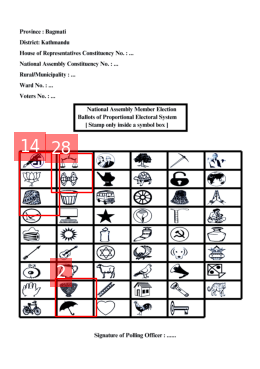 Province : Bagmati
District: Kathmandu
House of Representatives Constituency No. : ...
National Assembly Constituency No. : ...
Rural/Municipality : ...
Ward No. : ...
Voters No. : ...
National Assembly Member Election
Ballots of Proportional Electoral System
[ Stamp only inside a symbol box ]
14 28
2
Signature of Polling Officer : ......